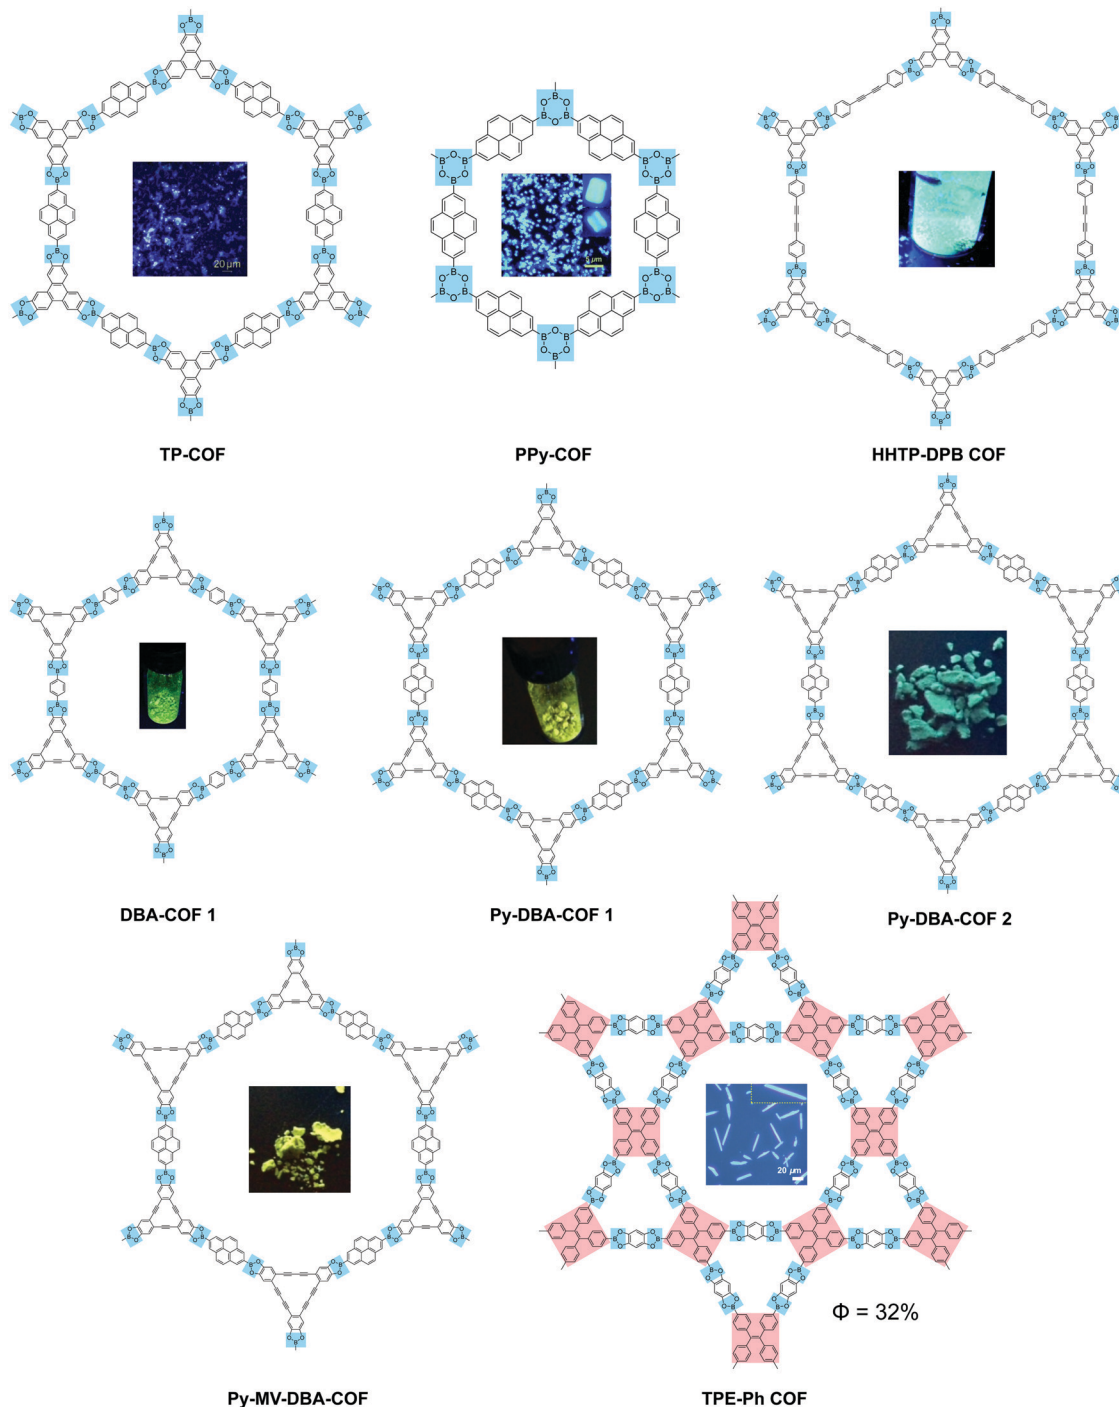 20 µm
TP-COF
PPy-COF
HHTP-DPB COF
DBA-COF 1
Py-DBA-COF 1
Py-DBA-COF 2
20 µm
Φ = 32%
Py-MV-DBA-COF
TPE-Ph COF